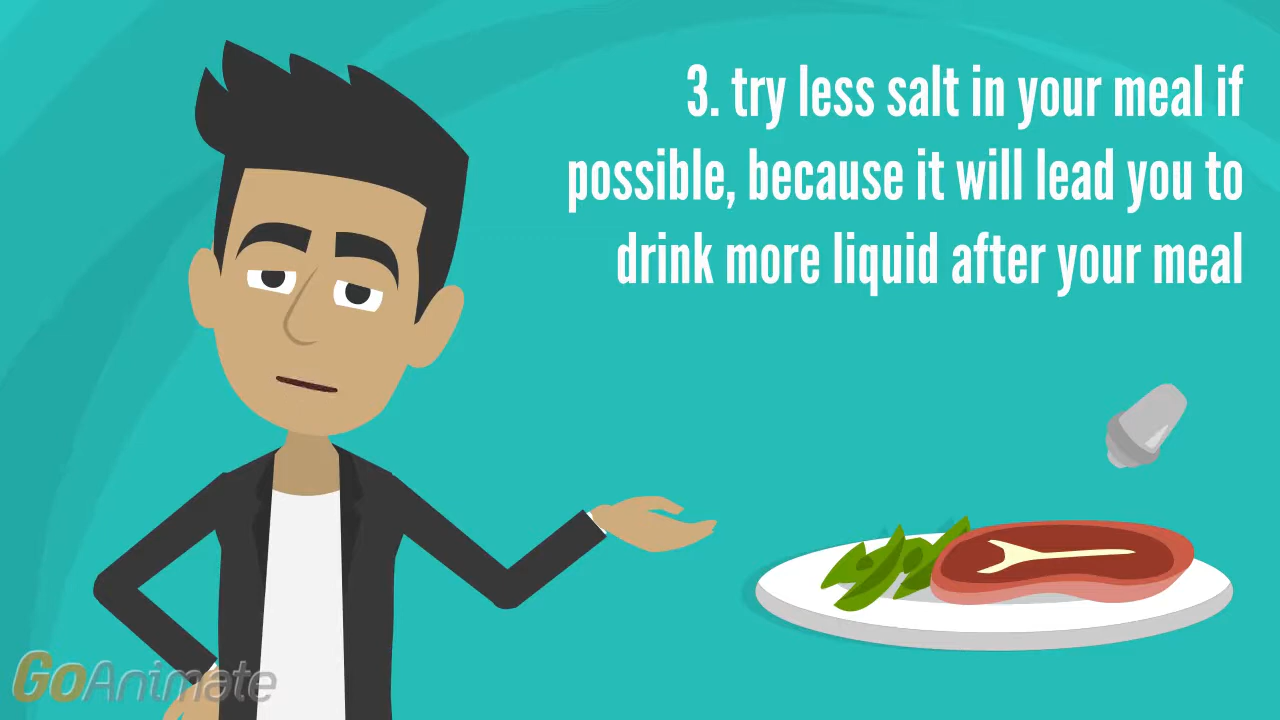 3. try less salt in your meal if
possible, because it will lead you to
drink more liquid after your meal
GoAnimate